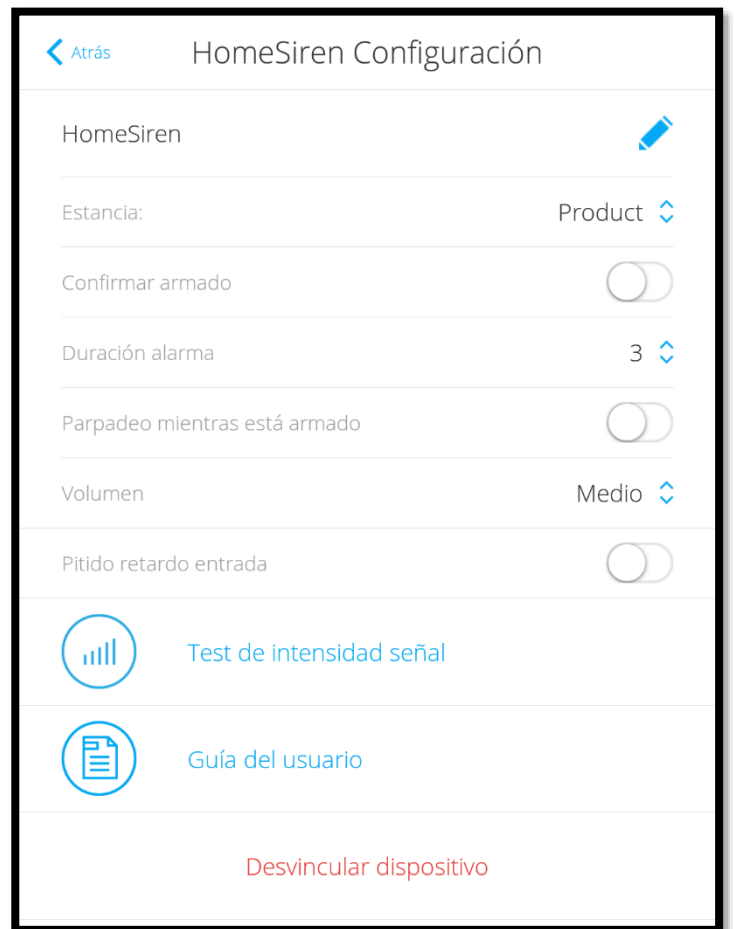 Atrás HomeSiren Configuración
HomeSiren
Estancia: Product
Confirmar armado
Duración alarma 3
Parpadeo mientras está armado
Volumen Medio
Pitido retardo entrada
Test de intensidad señal
Guía del usuario
Desvincular dispositivo